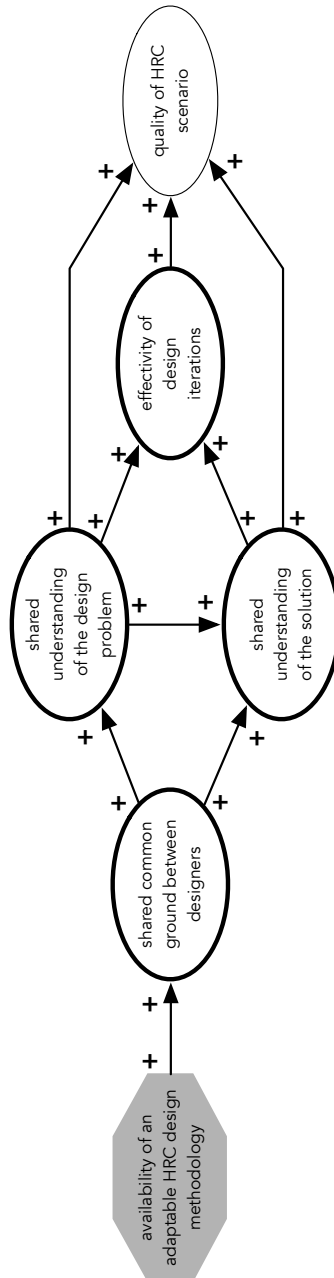 availability of an
adaptable HRC design
methodology
+
+
shared common
ground between
designers
+
+
+
+
shared
understanding
of the design
problem
+
+
+
+
shared
understanding
of the solution
+
+
+
+
effectivity of
design
iterations
+
+
+
+
quality of HRC
scenario